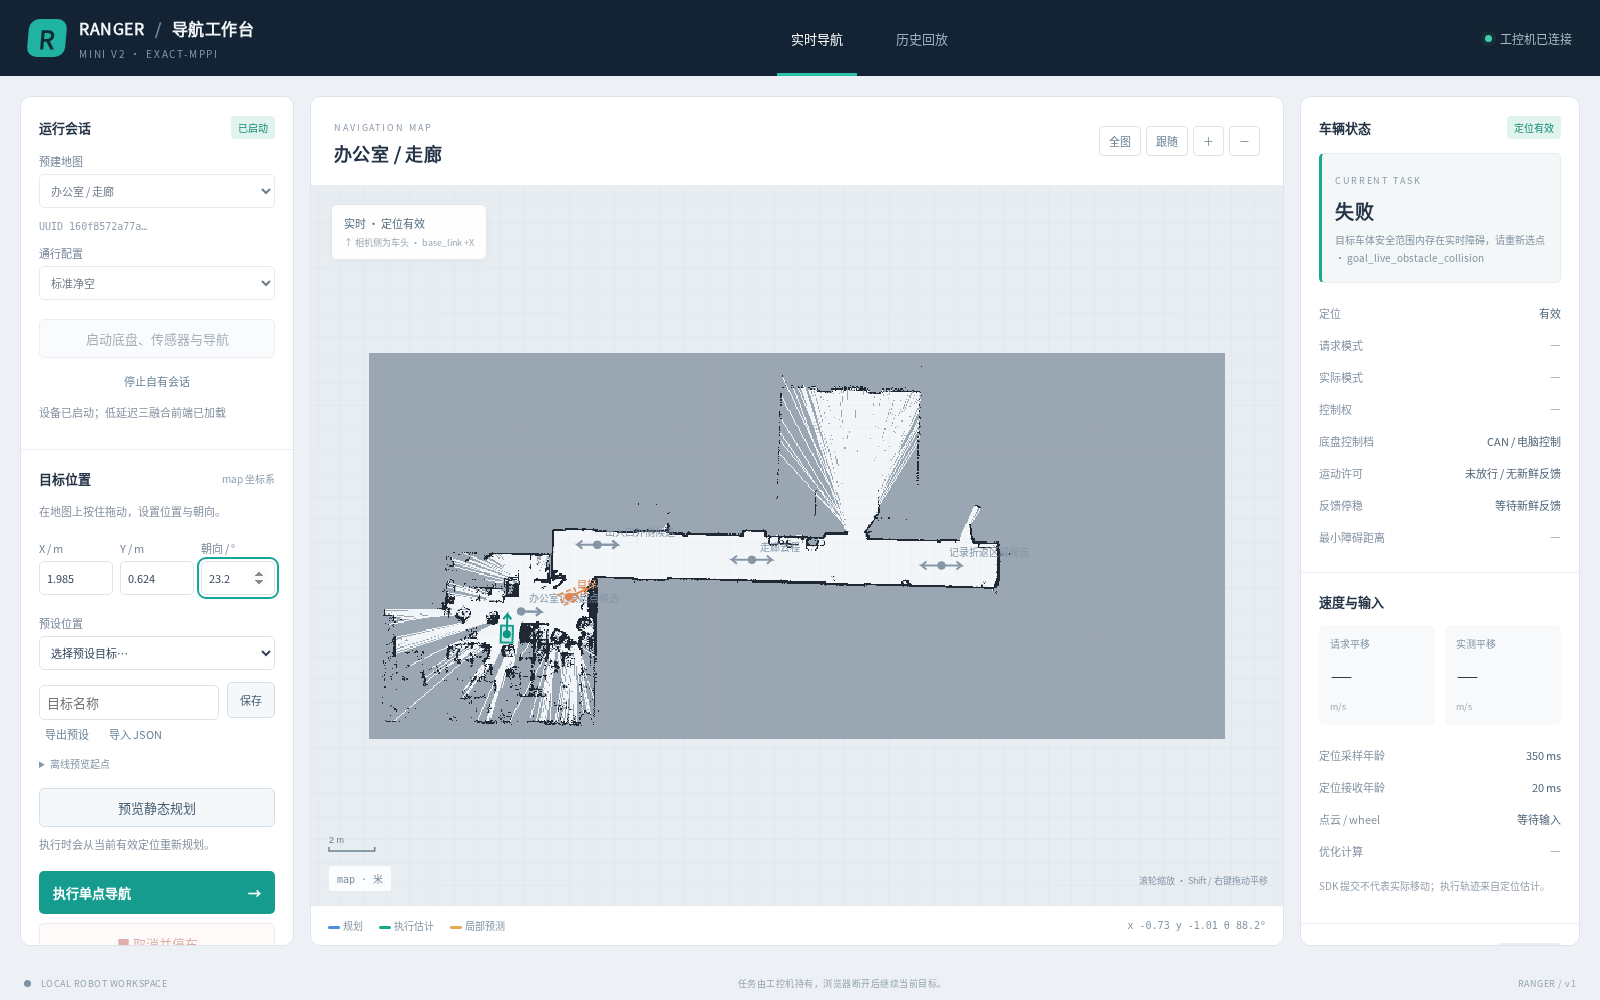 RANGER / 导航工作台
MINI V2 · EXACT-MPPI
实时导航
历史回放
工控机已连接
运行会话
已启动
预建地图
办公室 / 走廊
UUID 160f8572a77a…
通行配置
标准净空
启动底盘、传感器与导航
停止自有会话
设备已启动；低延迟三融合前端已加载
目标位置
map 坐标系
在地图上按住拖动，设置位置与朝向。
X / m
Y / m
朝向 / °
1.985
0.624
23.2
预设位置
选择预设目标…
目标名称
保存
导出预设
导入 JSON
离线预览起点
预览静态规划
执行时会从当前有效定位重新规划。
执行单点导航 →
取消并停车
NAVIGATION MAP
办公室 / 走廊
全图
跟随
+
−
实时 · 定位有效
↑ 相机侧为车头 · base_link +X
走廊
记录折返区
候选
办公室
2 m
map · 米
滚轮缩放 · Shift / 右键拖动平移
规划
执行估计
局部预测
x -0.73 y -1.01 θ 88.2°
车辆状态
定位有效
CURRENT TASK
失败
目标车体安全范围内存在实时障碍，请重新选点
· goal_live_obstacle_collision
定位
有效
请求模式
—
实际模式
—
控制权
—
底盘控制档
CAN / 电脑控制
运动许可
未放行 / 无新鲜反馈
反馈停稳
等待新鲜反馈
最小障碍距离
—
速度与输入
请求平移
—
m/s
实测平移
—
m/s
定位采样年龄
350 ms
定位接收年龄
20 ms
点云 / wheel
等待输入
优化计算
—
SDK 提交不代表实际移动；执行轨迹来自定位估计。
LOCAL ROBOT WORKSPACE
任务由工控机持有，浏览器断开后继续当前目标。
RANGER / v1